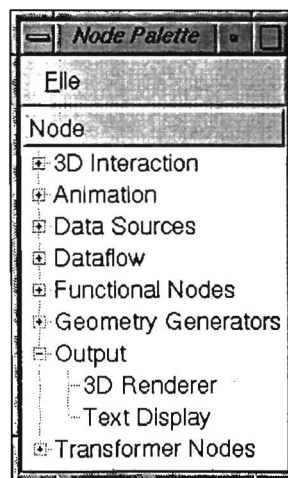 Node Palette
File
Node
3D Interaction
Animation
Data Sources
Dataflow
Functional Nodes
Geometry Generators
Output
3D Renderer
Text Display
Transformer Nodes